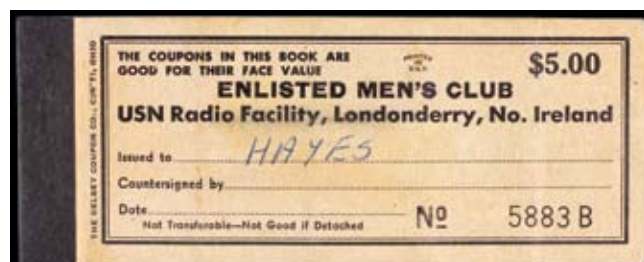 THE COUPONS IN THIS BOOK ARE
GOOD FOR THEIR FACE VALUE
$5.00
ENLISTED MEN'S CLUB
USN Radio Facility, Londonderry, No. Ireland
Issued to HAYES
Countersigned by
Date
Not Transferable—Not Good if Detached
Nº 5883 B
THE KELSEY COUPON CO., CIN'TI, OHIO